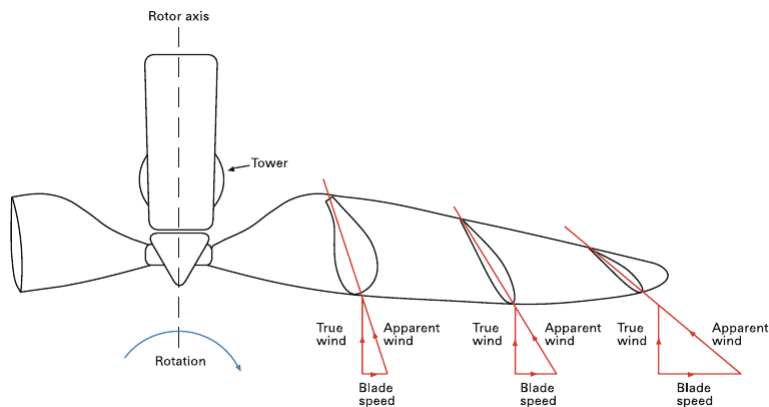 Rotor axis
Tower
True
wind
Apparent
wind
True
wind
Apparent
wind
True
wind
Apparent
wind
Rotation
Blade
speed
Blade
speed
Blade
speed